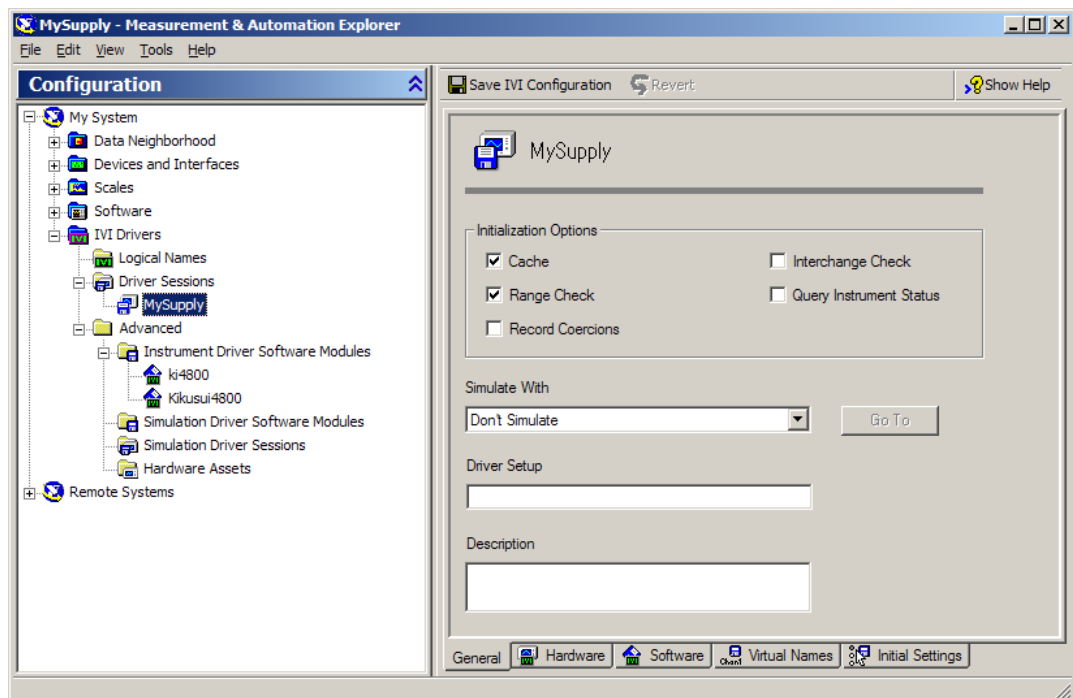 MySupply - Measurement & Automation Explorer
File Edit View Tools Help
Configuration
My System
Data Neighborhood
Devices and Interfaces
Scales
Software
IVI Drivers
Logical Names
Driver Sessions
MySupply
Advanced
Instrument Driver Software Modules
ki4800
Kikusui4800
Simulation Driver Software Modules
Simulation Driver Sessions
Hardware Assets
Remote Systems
Save IVI Configuration Revert Show Help
MySupply
Initialization Options
Cache Interchange Check
Range Check Query Instrument Status
Record Coercions
Simulate With
Don't Simulate Go To
Driver Setup
Description
General Hardware Software Virtual Names Initial Settings